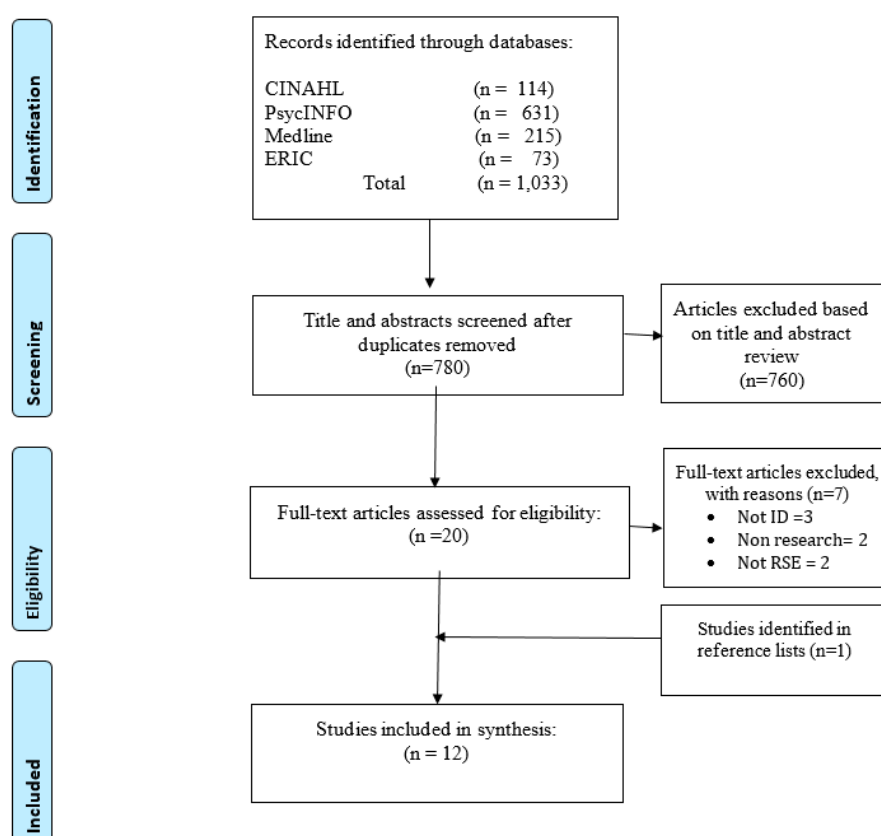 Identification
Records identified through databases:
CINAHL (n = 114)
PsycINFO (n = 631)
Medline (n = 215)
ERIC (n = 73)
Total (n = 1,033)
Screening
Title and abstracts screened after
duplicates removed
(n=780)
Articles excluded based
on title and abstract
review
(n=760)
Eligibility
Full-text articles assessed for eligibility:
(n =20)
Full-text articles excluded,
with reasons (n=7)
• Not ID =3
• Non research= 2
• Not RSE = 2
Studies identified in
reference lists (n=1)
Included
Studies included in synthesis:
(n = 12)